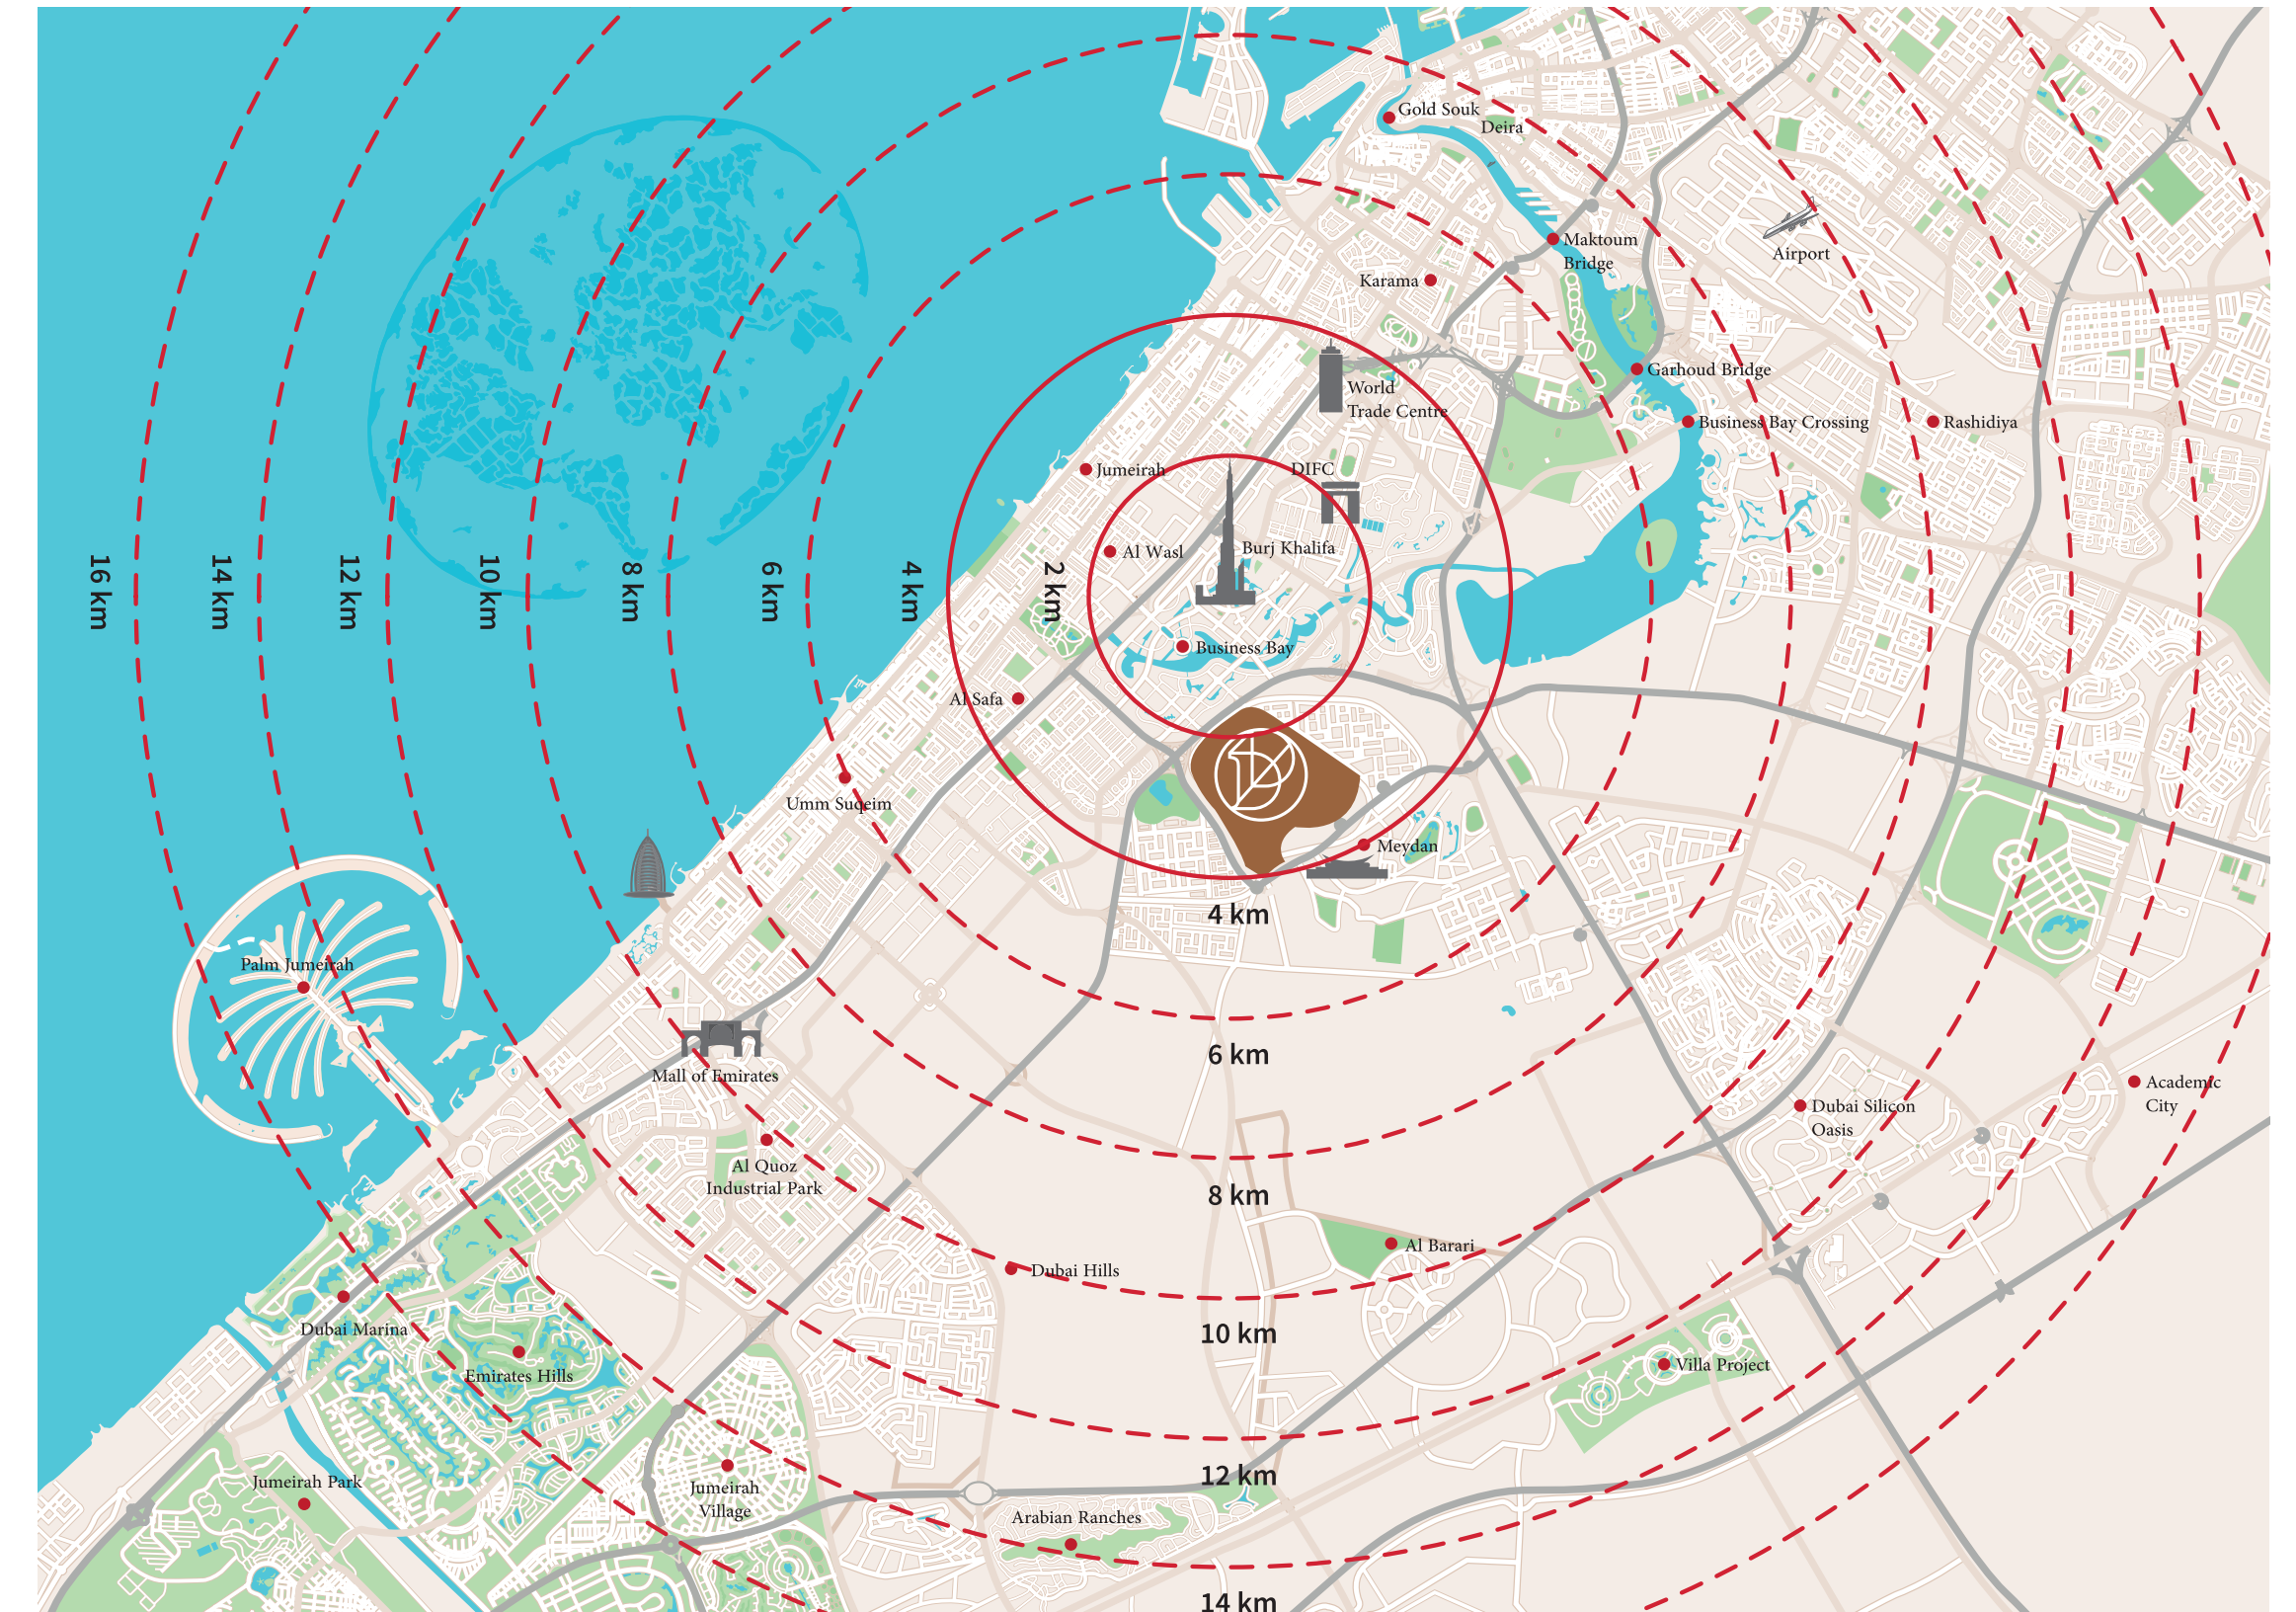 Gold Souk
Deira
Maktoum
Bridge
Airport
Karama
Garhoud Bridge
World
Trade Centre
Business Bay Crossing
Rashidiya
Jumeirah
DIFC
Al Wasl
Burj Khalifa
16 km
14 km
12 km
10 km
8 km
6 km
4 km
2 km
Business Bay
Al Safa
Umm Suqeim
Meydan
4 km
Palm Jumeirah
6 km
Mall of Emirates
Academic
City
Dubai Silicon
Oasis
Al Quoz
Industrial Park
8 km
Al Barari
Dubai Hills
Dubai Marina
10 km
Villa Project
Emirates Hills
12 km
Jumeirah Park
Jumeirah
Village
Arabian Ranches
14 km